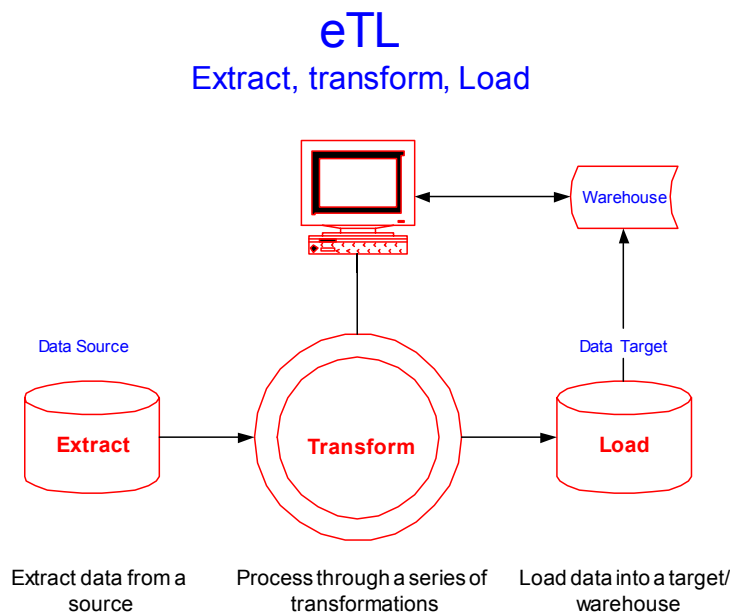 eTL
Extract, transform, Load
Warehouse
Data Source
Data Target
Extract
Transform
Load
Extract data from a
source
Process through a series of
transformations
Load data into a target/
warehouse